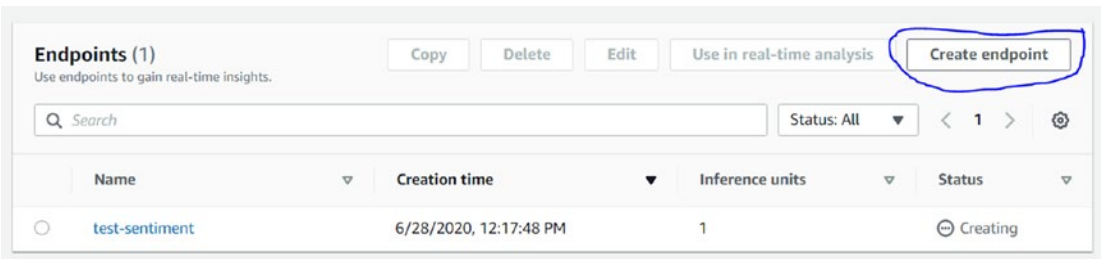 Endpoints (1)
Use endpoints to gain real-time insights.
Copy
Delete
Edit
Use in real-time analysis
Create endpoint
Search
Status: All
1
Name Creation time Inference units Status
test-sentiment 6/28/2020, 12:17:48 PM 1 Creating